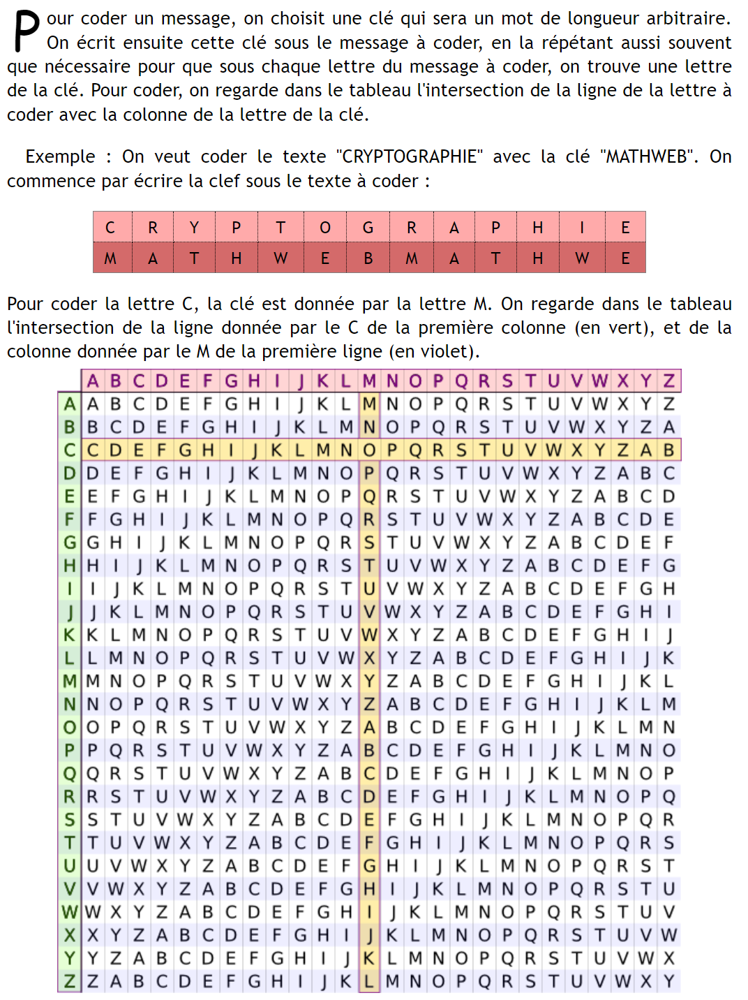 Pour coder un message, on choisit une clé qui sera un mot de longueur arbitraire.
On écrit ensuite cette clé sous le message à coder, en la répétant aussi souvent
que nécessaire pour que sous chaque lettre du message à coder, on trouve une lettre
de la clé. Pour coder, on regarde dans le tableau l'intersection de la ligne de la lettre à
coder avec la colonne de la lettre de la clé.
Exemple : On veut coder le texte "CRYPTOGRAPHIE" avec la clé "MATHWEB". On
commence par écrire la clef sous le texte à coder :
C R Y P T O G R A P H I E
M A T H W E B M A T H W E
Pour coder la lettre C, la clé est donnée par la lettre M. On regarde dans le tableau
l'intersection de la ligne donnée par le C de la première colonne (en vert), et de la
colonne donnée par le M de la première ligne (en violet).
A B C D E F G H I J K L M N O P Q R S T U V W X Y Z
A A B C D E F G H I J K L M N O P Q R S T U V W X Y Z
B B C D E F G H I J K L M N O P Q R S T U V W X Y Z A
C C D E F G H I J K L M N O P Q R S T U V W X Y Z A B
D D E F G H I J K L M N O P Q R S T U V W X Y Z A B C
E E F G H I J K L M N O P Q R S T U V W X Y Z A B C D
F F G H I J K L M N O P Q R S T U V W X Y Z A B C D E
G G H I J K L M N O P Q R S T U V W X Y Z A B C D E F
H H I J K L M N O P Q R S T U V W X Y Z A B C D E F G
I I J K L M N O P Q R S T U V W X Y Z A B C D E F G H
J J K L M N O P Q R S T U V W X Y Z A B C D E F G H I
K K L M N O P Q R S T U V W X Y Z A B C D E F G H I J
L L M N O P Q R S T U V W X Y Z A B C D E F G H I J K
M M N O P Q R S T U V W X Y Z A B C D E F G H I J K L
N N O P Q R S T U V W X Y Z A B C D E F G H I J K L M
O O P Q R S T U V W X Y Z A B C D E F G H I J K L M N
P P Q R S T U V W X Y Z A B C D E F G H I J K L M N O
Q Q R S T U V W X Y Z A B C D E F G H I J K L M N O P
R R S T U V W X Y Z A B C D E F G H I J K L M N O P Q
S S T U V W X Y Z A B C D E F G H I J K L M N O P Q R
T T U V W X Y Z A B C D E F G H I J K L M N O P Q R S
U U V W X Y Z A B C D E F G H I J K L M N O P Q R S T
V V W X Y Z A B C D E F G H I J K L M N O P Q R S T U
W W X Y Z A B C D E F G H I J K L M N O P Q R S T U V
X X Y Z A B C D E F G H I J K L M N O P Q R S T U V W
Y Y Z A B C D E F G H I J K L M N O P Q R S T U V W X
Z Z A B C D E F G H I J K L M N O P Q R S T U V W X Y